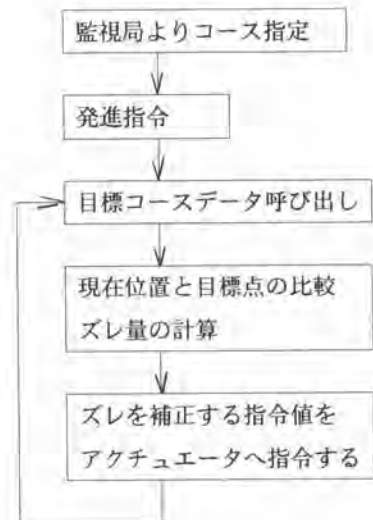 監視局よりコース指定
発進指令
目標コースデータ呼び出し
現在位置と目標点の比較
ズレ量の計算
ズレを補正する指令値を
アクチュエータへ指令する